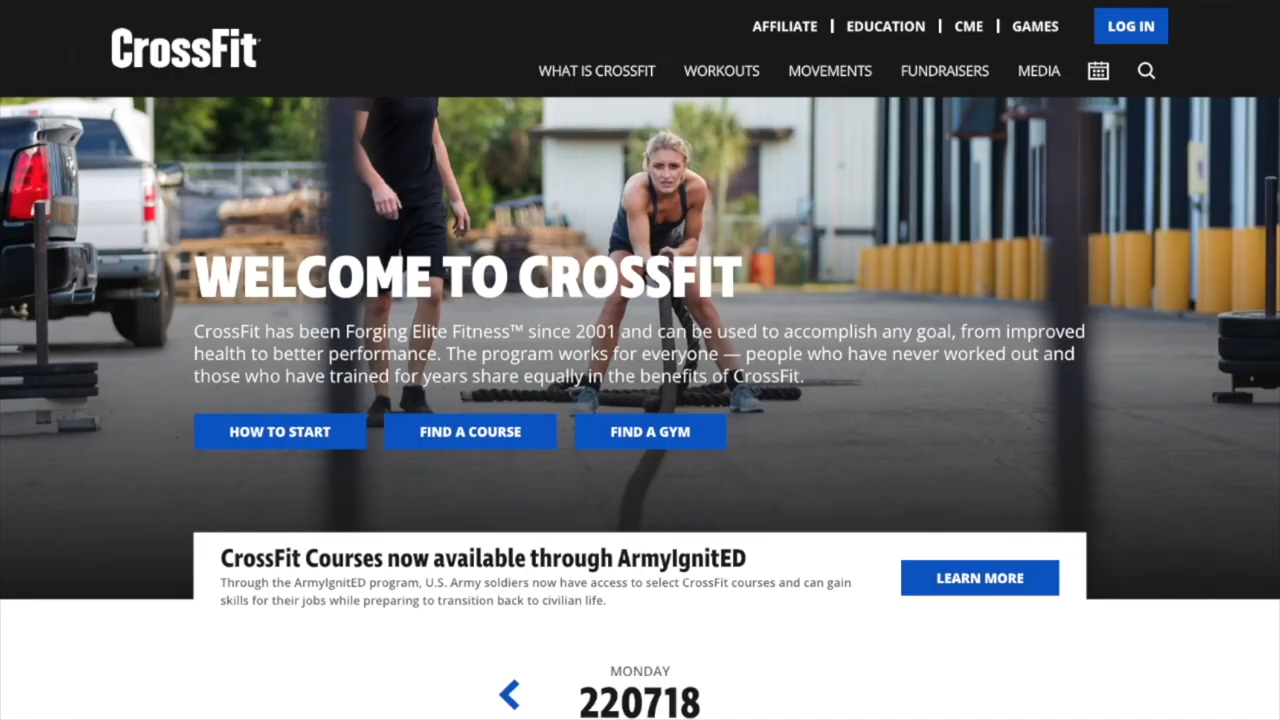 CrossFit
AFFILIATE | EDUCATION | CME | GAMES
LOG IN
WHAT IS CROSSFIT WORKOUTS MOVEMENTS FUNDRAISERS MEDIA
WELCOME TO CROSSFIT
CrossFit has been Forging Elite Fitness™ since 2001 and can be used to accomplish any goal, from improved
health to better performance. The program works for everyone — people who have never worked out and
those who have trained for years share equally in the benefits of CrossFit.
HOW TO START FIND A COURSE FIND A GYM
CrossFit Courses now available through ArmyIgnitED
Through the ArmyIgnitED program, U.S. Army soldiers now have access to select CrossFit courses and can gain
skills for their jobs while preparing to transition back to civilian life.
LEARN MORE
MONDAY
220718